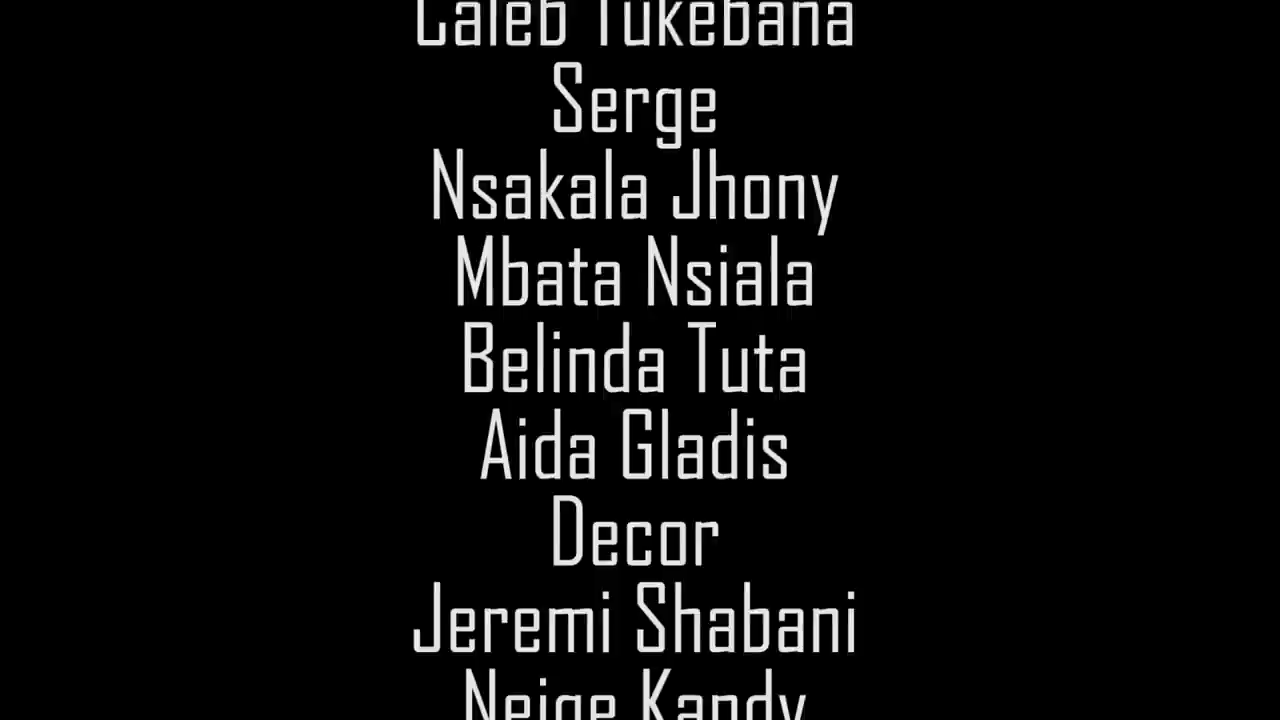 Caleb Tukebana
Serge
Nsakala Jhony
Mbata Nsiala
Belinda Tuta
Aida Gladis
Decor
Jeremi Shabani
Neige Kandy